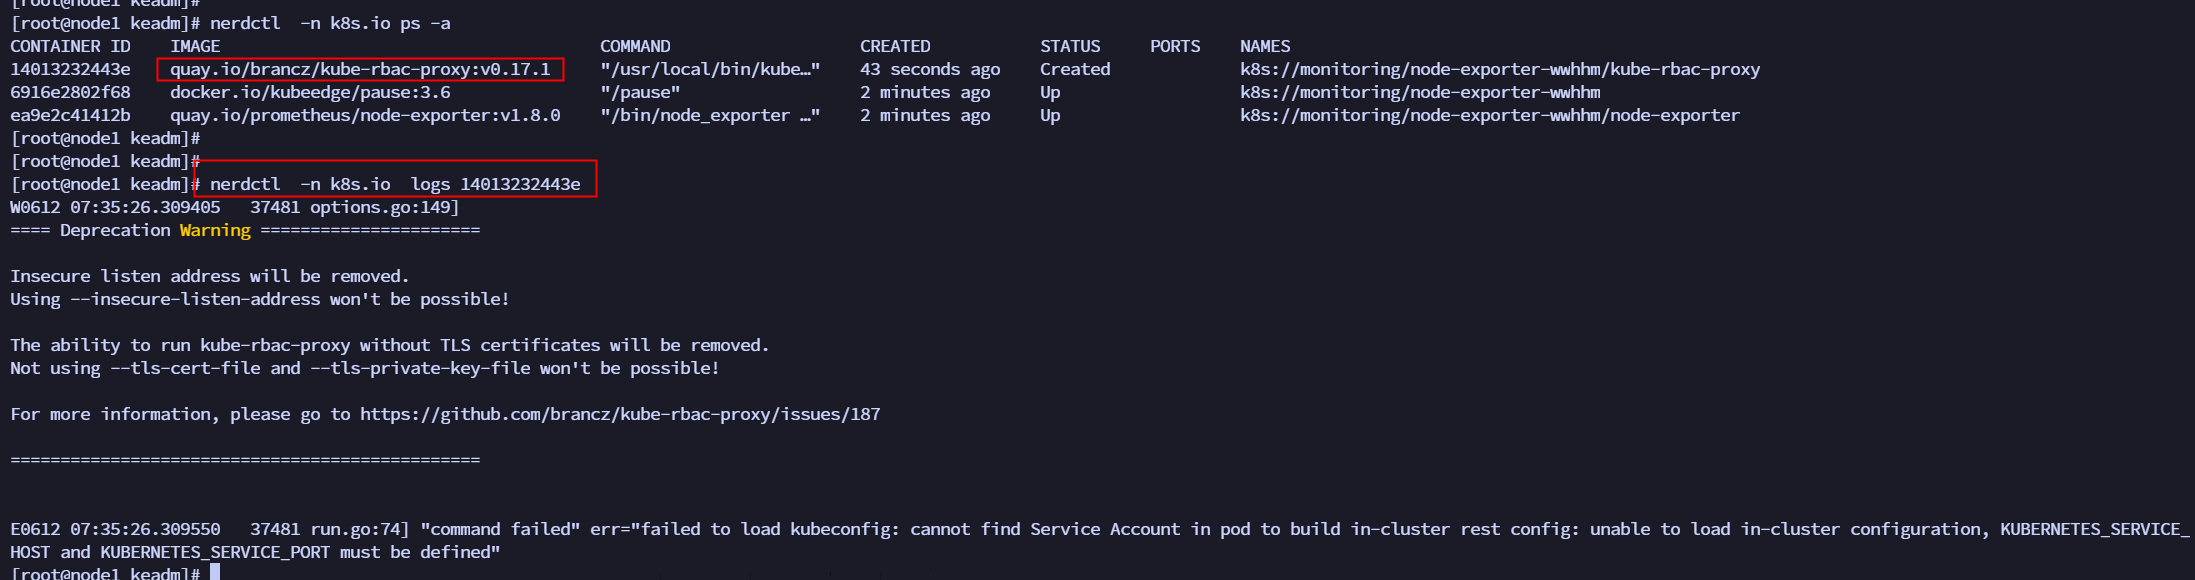 [root@node1 keadm]#
[root@node1 keadm]# nerdctl  -n k8s.io ps -a
CONTAINER ID    IMAGE                                      COMMAND                   CREATED           STATUS     PORTS    NAMES
14013232443e    quay.io/brancz/kube-rbac-proxy:v0.17.1     "/usr/local/bin/kube…"    43 seconds ago    Created             k8s://monitoring/node-exporter-wwhhm/kube-rbac-proxy
6916e2802f68    docker.io/kubeedge/pause:3.6               "/pause"                  2 minutes ago     Up                  k8s://monitoring/node-exporter-wwhhm
ea9e2c41412b    quay.io/prometheus/node-exporter:v1.8.0    "/bin/node_exporter …"    2 minutes ago     Up                  k8s://monitoring/node-exporter-wwhhm/node-exporter
[root@node1 keadm]#
[root@node1 keadm]#
[root@node1 keadm]# nerdctl  -n k8s.io  logs 14013232443e
W0612 07:35:26.309405   37481 options.go:149]
==== Deprecation Warning ======================
Insecure listen address will be removed.
Using --insecure-listen-address won't be possible!
The ability to run kube-rbac-proxy without TLS certificates will be removed.
Not using --tls-cert-file and --tls-private-key-file won't be possible!
For more information, please go to https://github.com/brancz/kube-rbac-proxy/issues/187
===============================================
E0612 07:35:26.309550   37481 run.go:74] "command failed" err="failed to load kubeconfig: cannot find Service Account in pod to build in-cluster rest config: unable to load in-cluster configuration, KUBERNETES_SERVICE_
HOST and KUBERNETES_SERVICE_PORT must be defined"
[root@node1 keadm]#